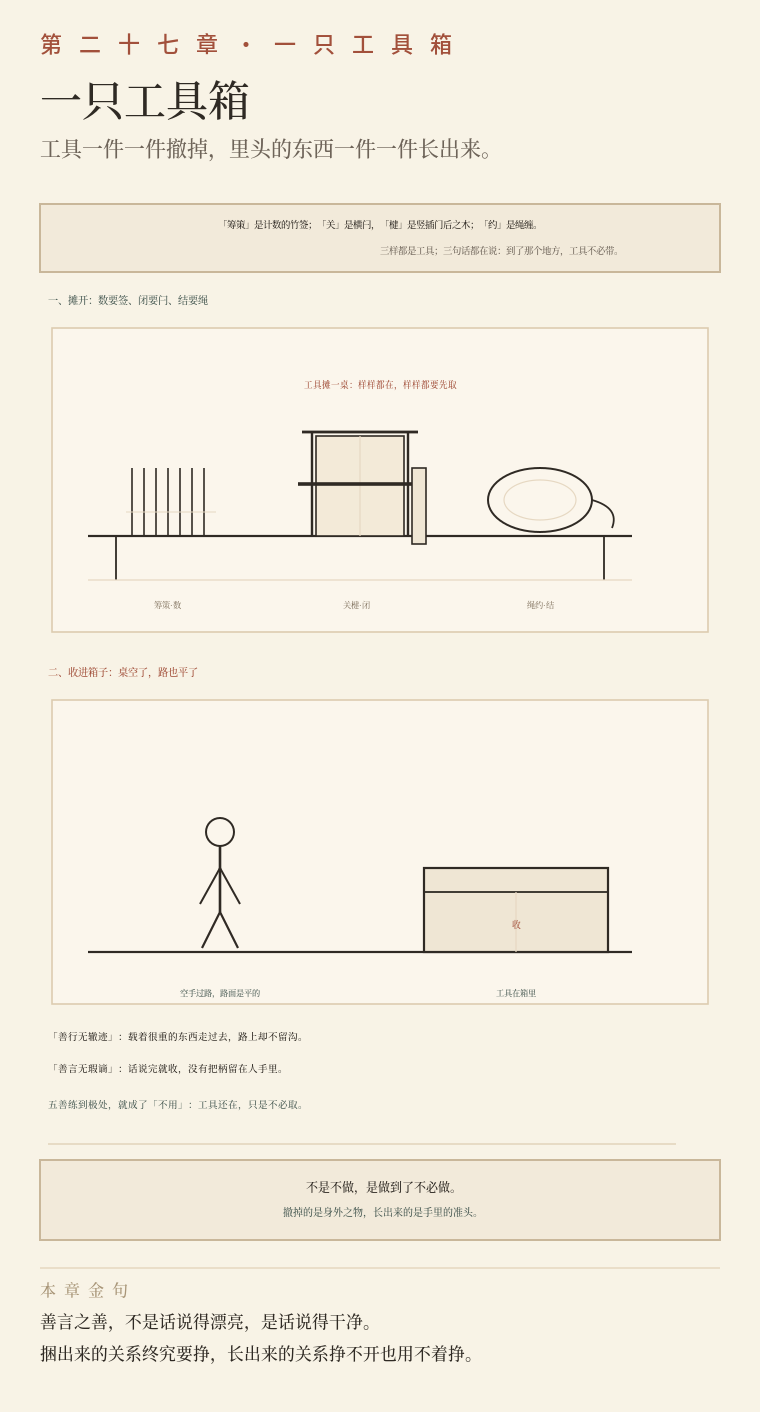 第二十七章·一只工具箱
一只工具箱
工具一件一件撤掉，里头的东西一件一件长出来。
「筹策」是计数的竹签；「关」是横闩，「楗」是竖插门后之木；「约」是绳缠。
三样都是工具；三句话都在说：到了那个地方，工具不必带。
一、摊开：数要签、闭要闩、结要绳
工具摊一桌：样样都在，样样都要先取
筹策·数
关楗·闭
绳约·结
二、收进箱子：桌空了，路也平了
收
空手过路，路面是平的
工具在箱里
「善行无辙迹」：载着很重的东西走过去，路上却不留沟。
「善言无瑕谪」：话说完就收，没有把柄留在人手里。
五善练到极处，就成了「不用」：工具还在，只是不必取。
不是不做，是做到了不必做。
撤掉的是身外之物，长出来的是手里的准头。
本章金句
善言之善，不是话说得漂亮，是话说得干净。
捆出来的关系终究要挣，长出来的关系挣不开也用不着挣。